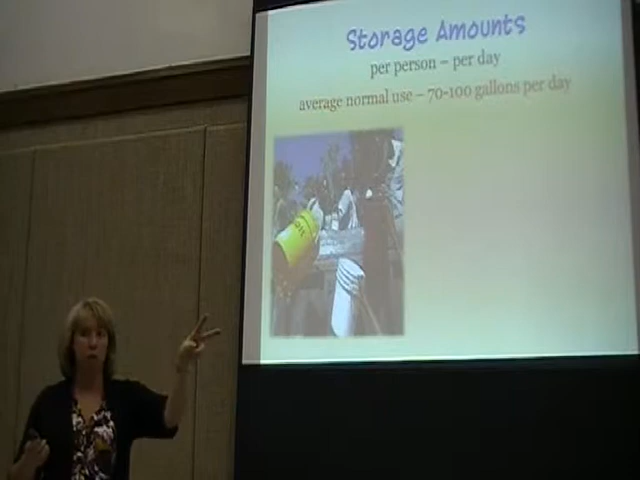 Storage Amounts
per person – per day
average normal use – 70-100 gallons per day